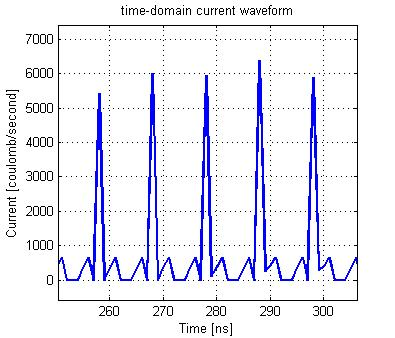 time-domain current waveform
7000
6000
5000
4000
3000
2000
1000
0
Current [coulomb/second]
260 270 280 290 300
Time [ns]